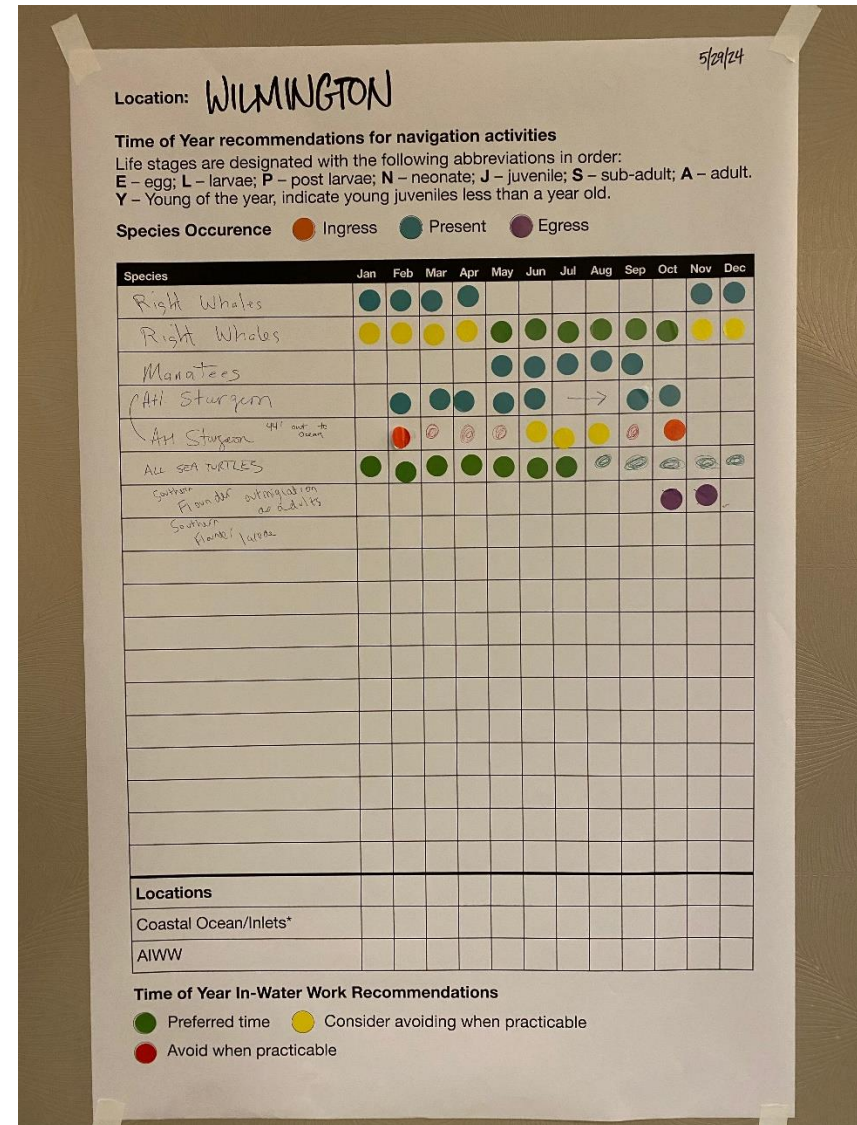 5/29/24
Location: WILMINGTON
Time of Year recommendations for navigation activities
Life stages are designated with the following abbreviations in order:
E – egg; L – larvae; P – post larvae; N – neonate; J – juvenile; S – sub-adult; A – adult.
Y – Young of the year, indicate young juveniles less than a year old.
Species Occurence Ingress Present Egress
Species Jan Feb Mar Apr May Jun Jul Aug Sep Oct Nov Dec
Right Whales
Right Whales
Manatees
Atl Sturgeon
Atl Sturgeon 44' out to ocean
ALL SEA TURTLES
Southern
Flounder outmigration
as adults
Southern
Flounder larvae
Locations
Coastal Ocean/Inlets*
AIWW
Time of Year In-Water Work Recommendations
Preferred time Consider avoiding when practicable
Avoid when practicable